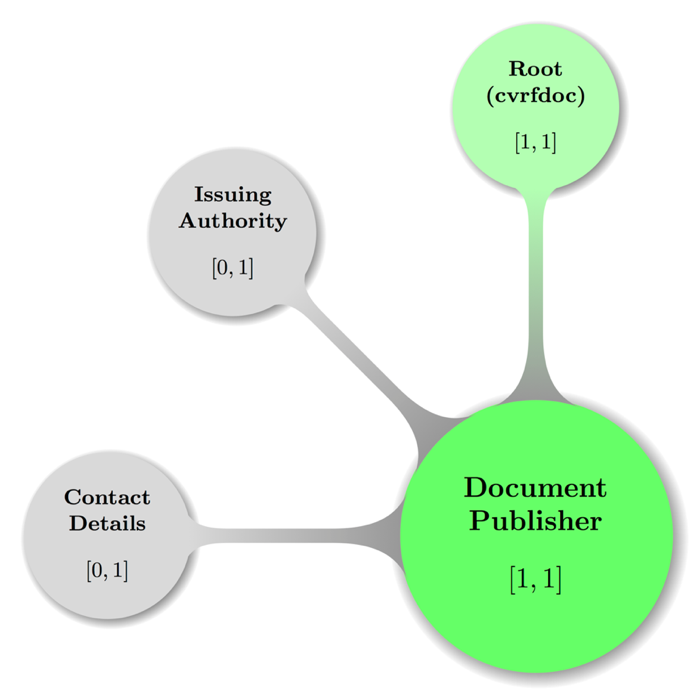 Root
(cvrfdoc)
[1, 1]
Issuing
Authority
[0, 1]
Contact
Details
[0, 1]
Document
Publisher
[1, 1]